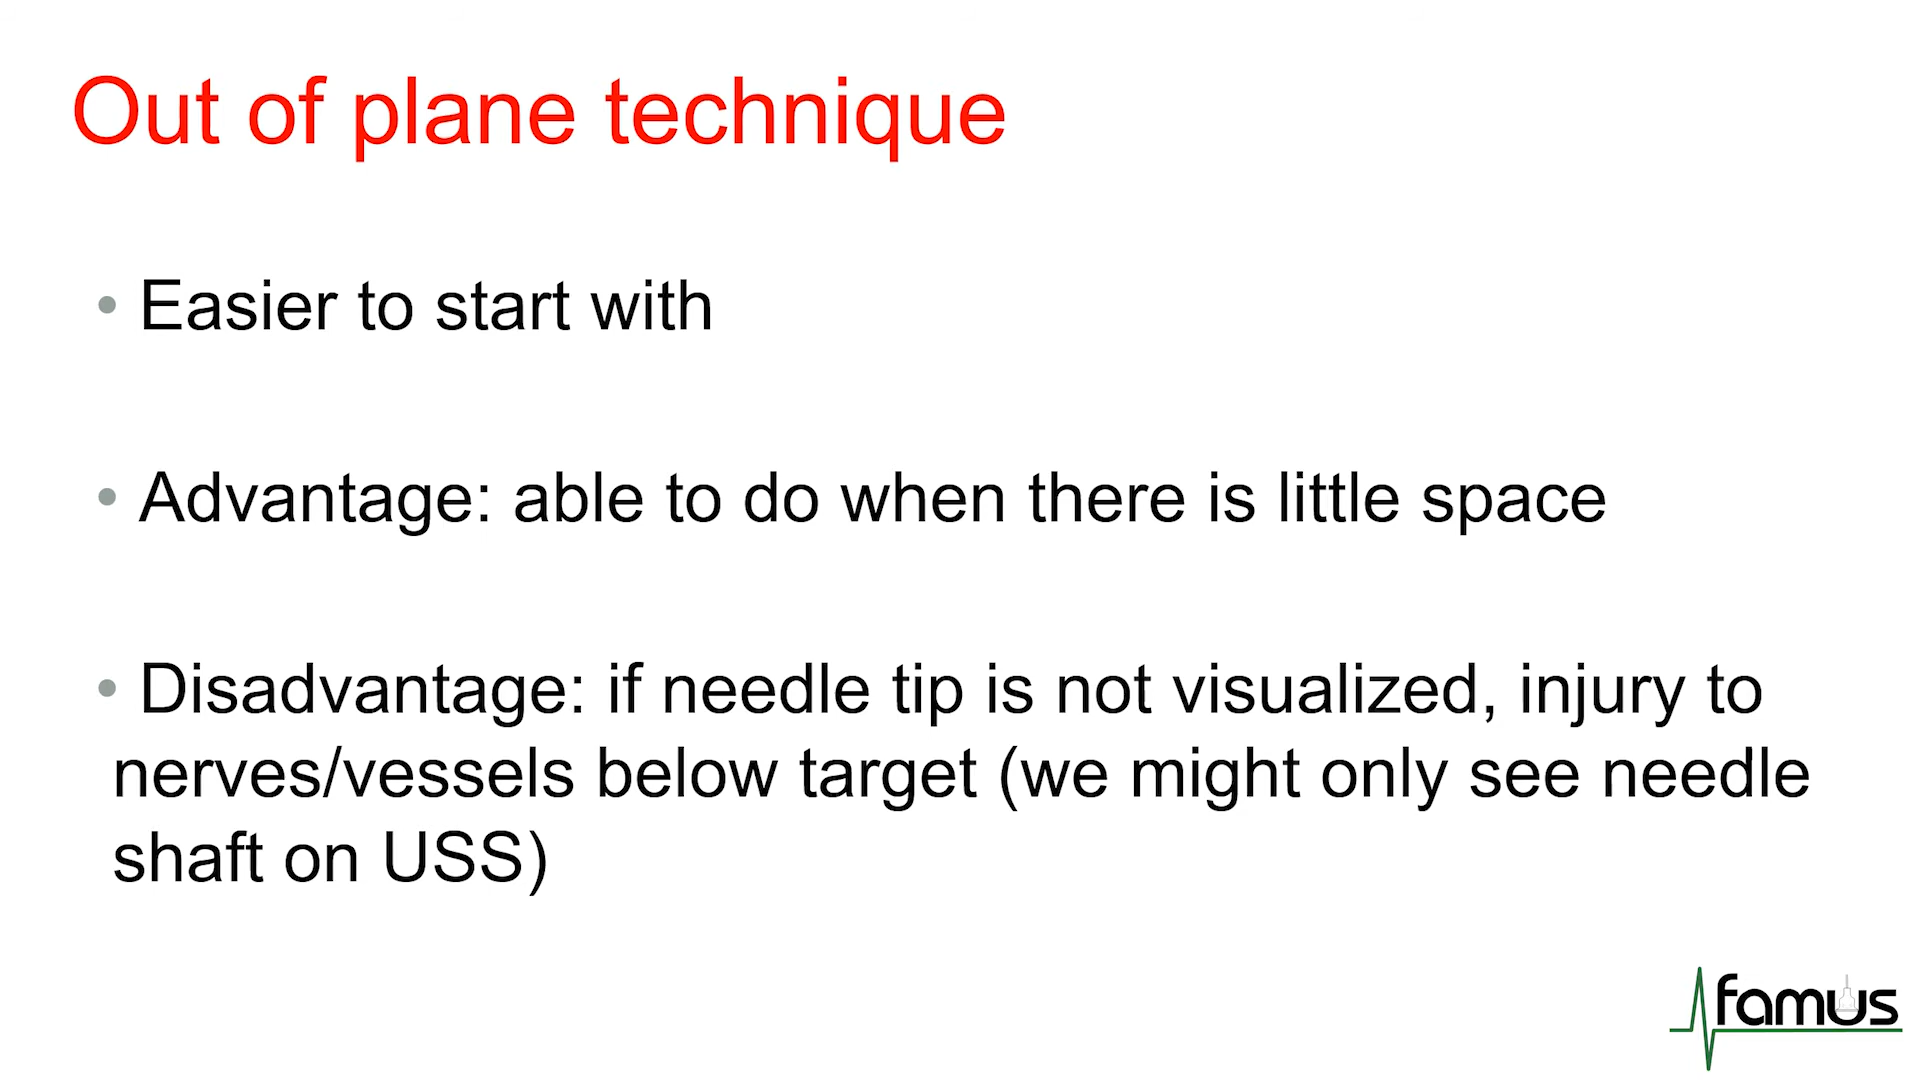 Out of plane technique
• Easier to start with
• Advantage: able to do when there is little space
• Disadvantage: if needle tip is not visualized, injury to
nerves/vessels below target (we might only see needle
shaft on USS)
famus